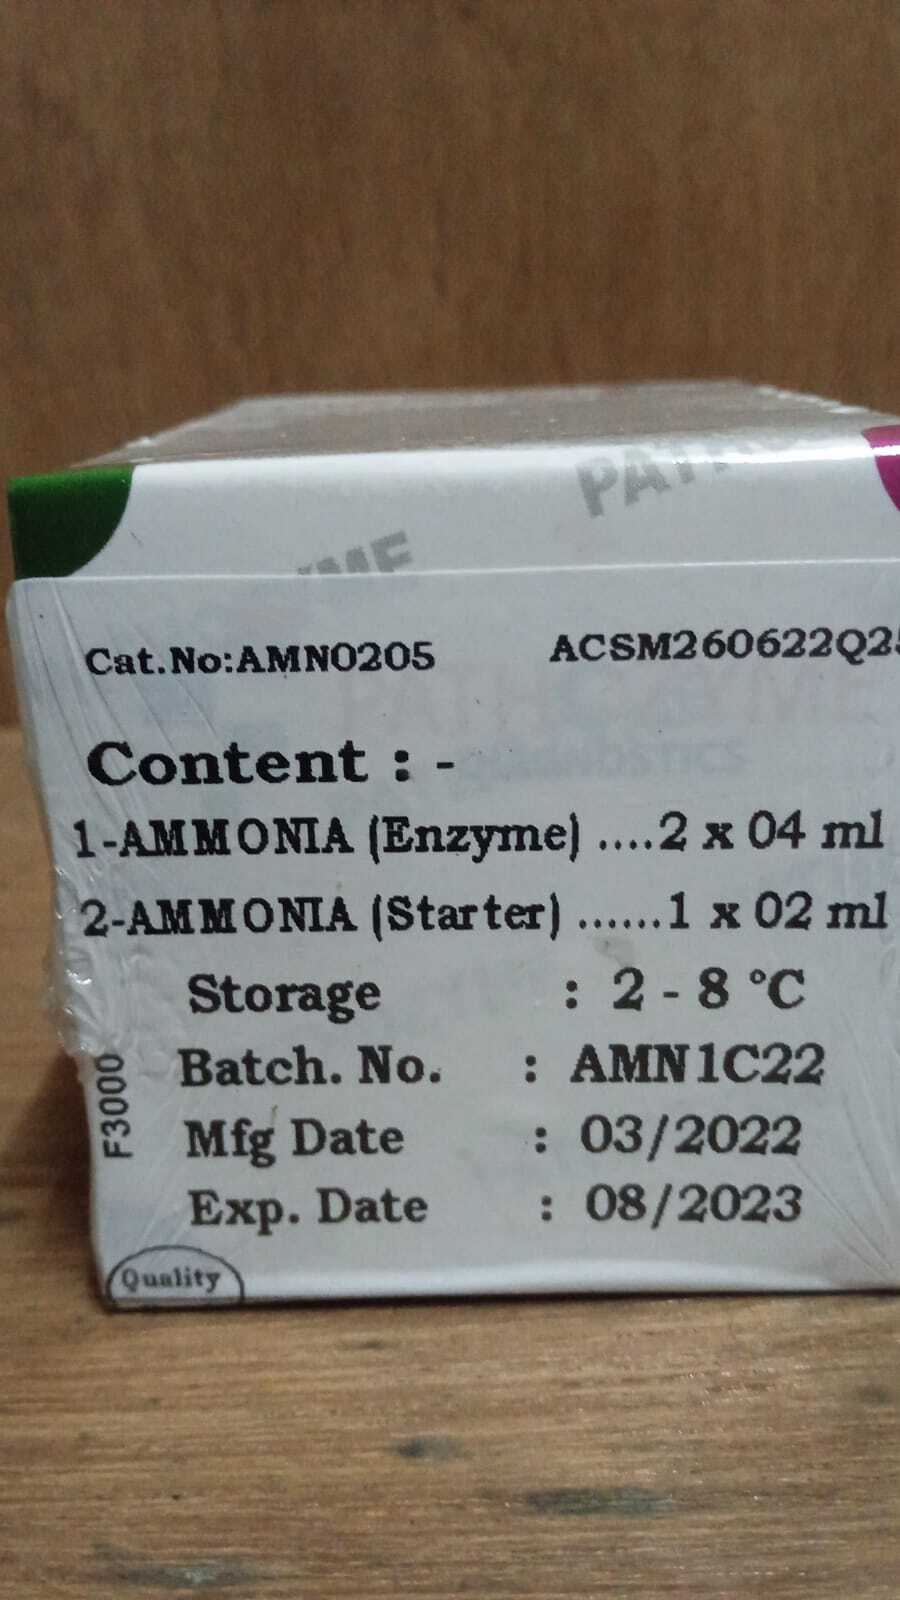 Cat.No:AMN0205 ACSM260622Q2
Content : -
1-AMMONIA (Enzyme) ....2 x 04 ml
2-AMMONIA (Starter) ......1 x 02 ml
Storage : 2 - 8 °C
Batch. No. : AMN1C22
Mfg Date : 03/2022
Exp. Date : 08/2023
F3000
Quality